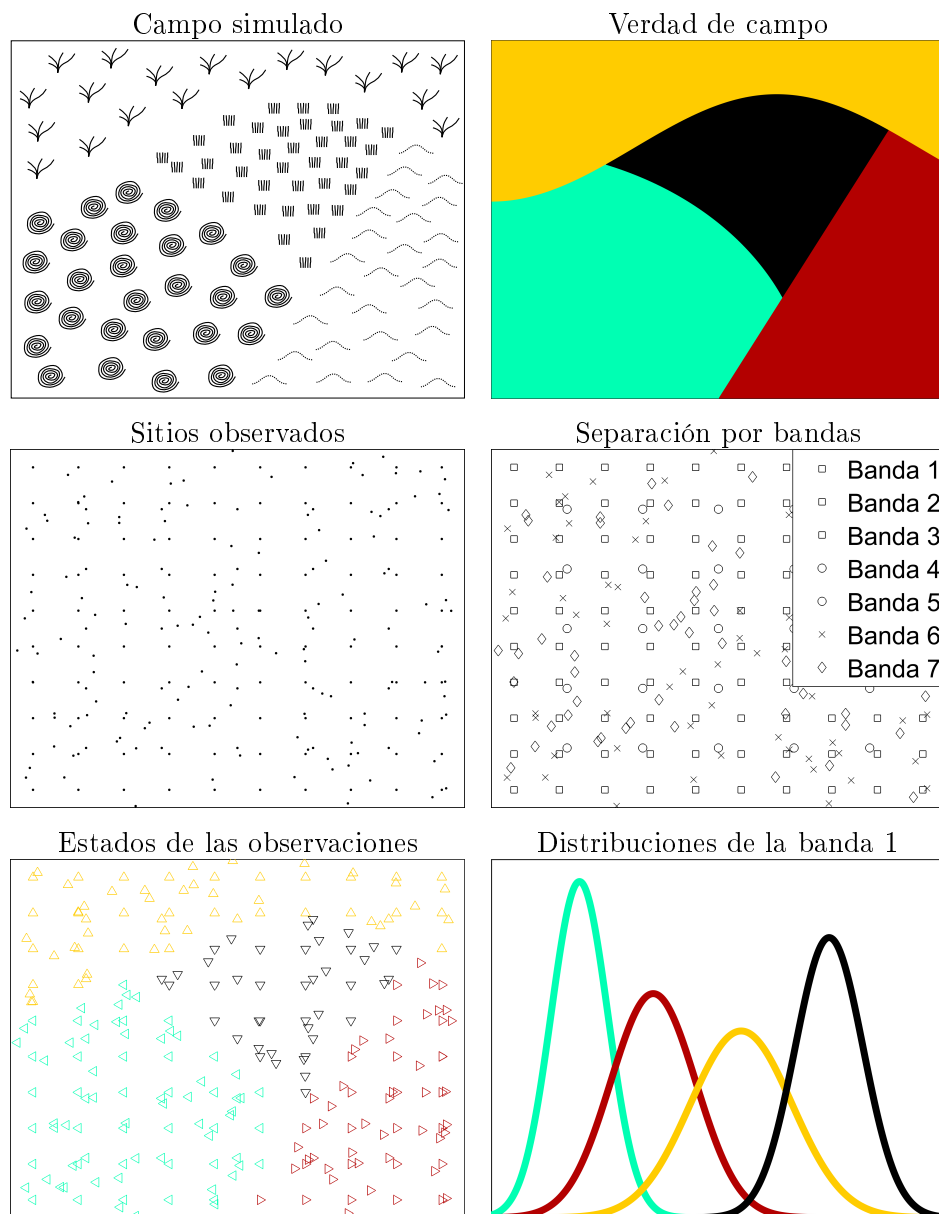 Campo simulado
Verdad de campo
Sitios observados
Separación por bandas
Banda 1
Banda 2
Banda 3
Banda 4
Banda 5
Banda 6
Banda 7
Estados de las observaciones
Distribuciones de la banda 1